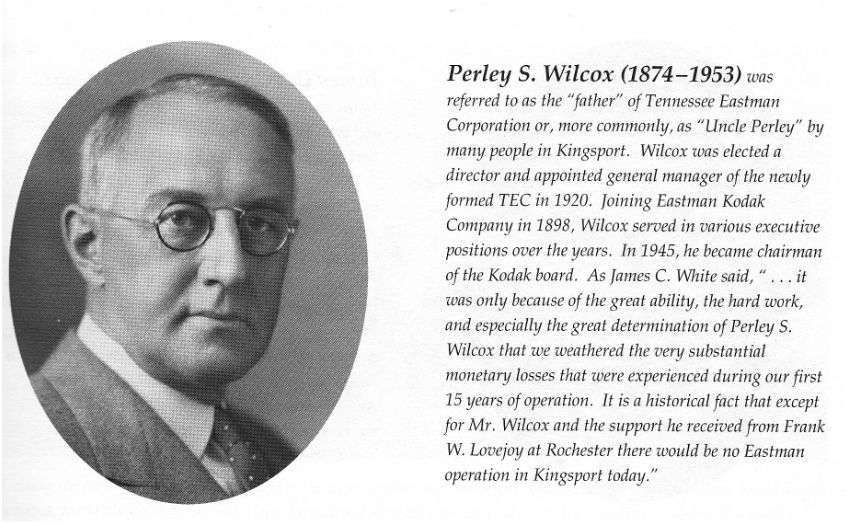 Perley S. Wilcox (1874–1953) was
referred to as the “father” of Tennessee Eastman
Corporation or, more commonly, as “Uncle Perley” by
many people in Kingsport.  Wilcox was elected a
director and appointed general manager of the newly
formed TEC in 1920.  Joining Eastman Kodak
Company in 1898, Wilcox served in various executive
positions over the years.  In 1945, he became chairman
of the Kodak board.  As James C. White said, “ . . . it
was only because of the great ability, the hard work,
and especially the great determination of Perley S.
Wilcox that we weathered the very substantial
monetary losses that were experienced during our first
15 years of operation.  It is a historical fact that except
for Mr. Wilcox and the support he received from Frank
W. Lovejoy at Rochester there would be no Eastman
operation in Kingsport today.”